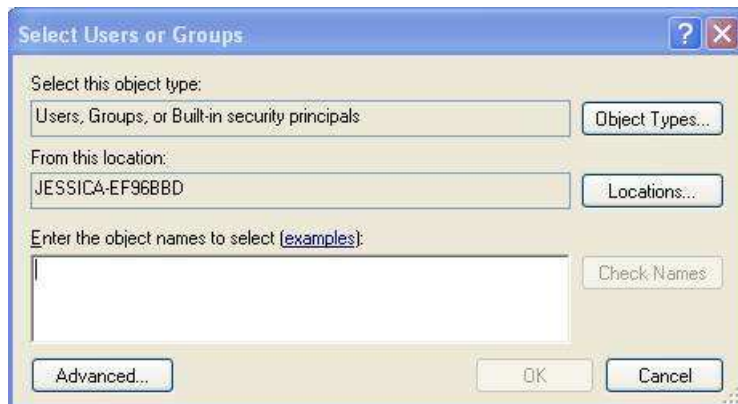 Select Users or Groups
Select this object type:
Users, Groups, or Built-in security principals
Object Types...
From this location:
JESSICA-EF96BBD
Locations...
Enter the object names to select (examples):
Check Names
Advanced...
OK
Cancel